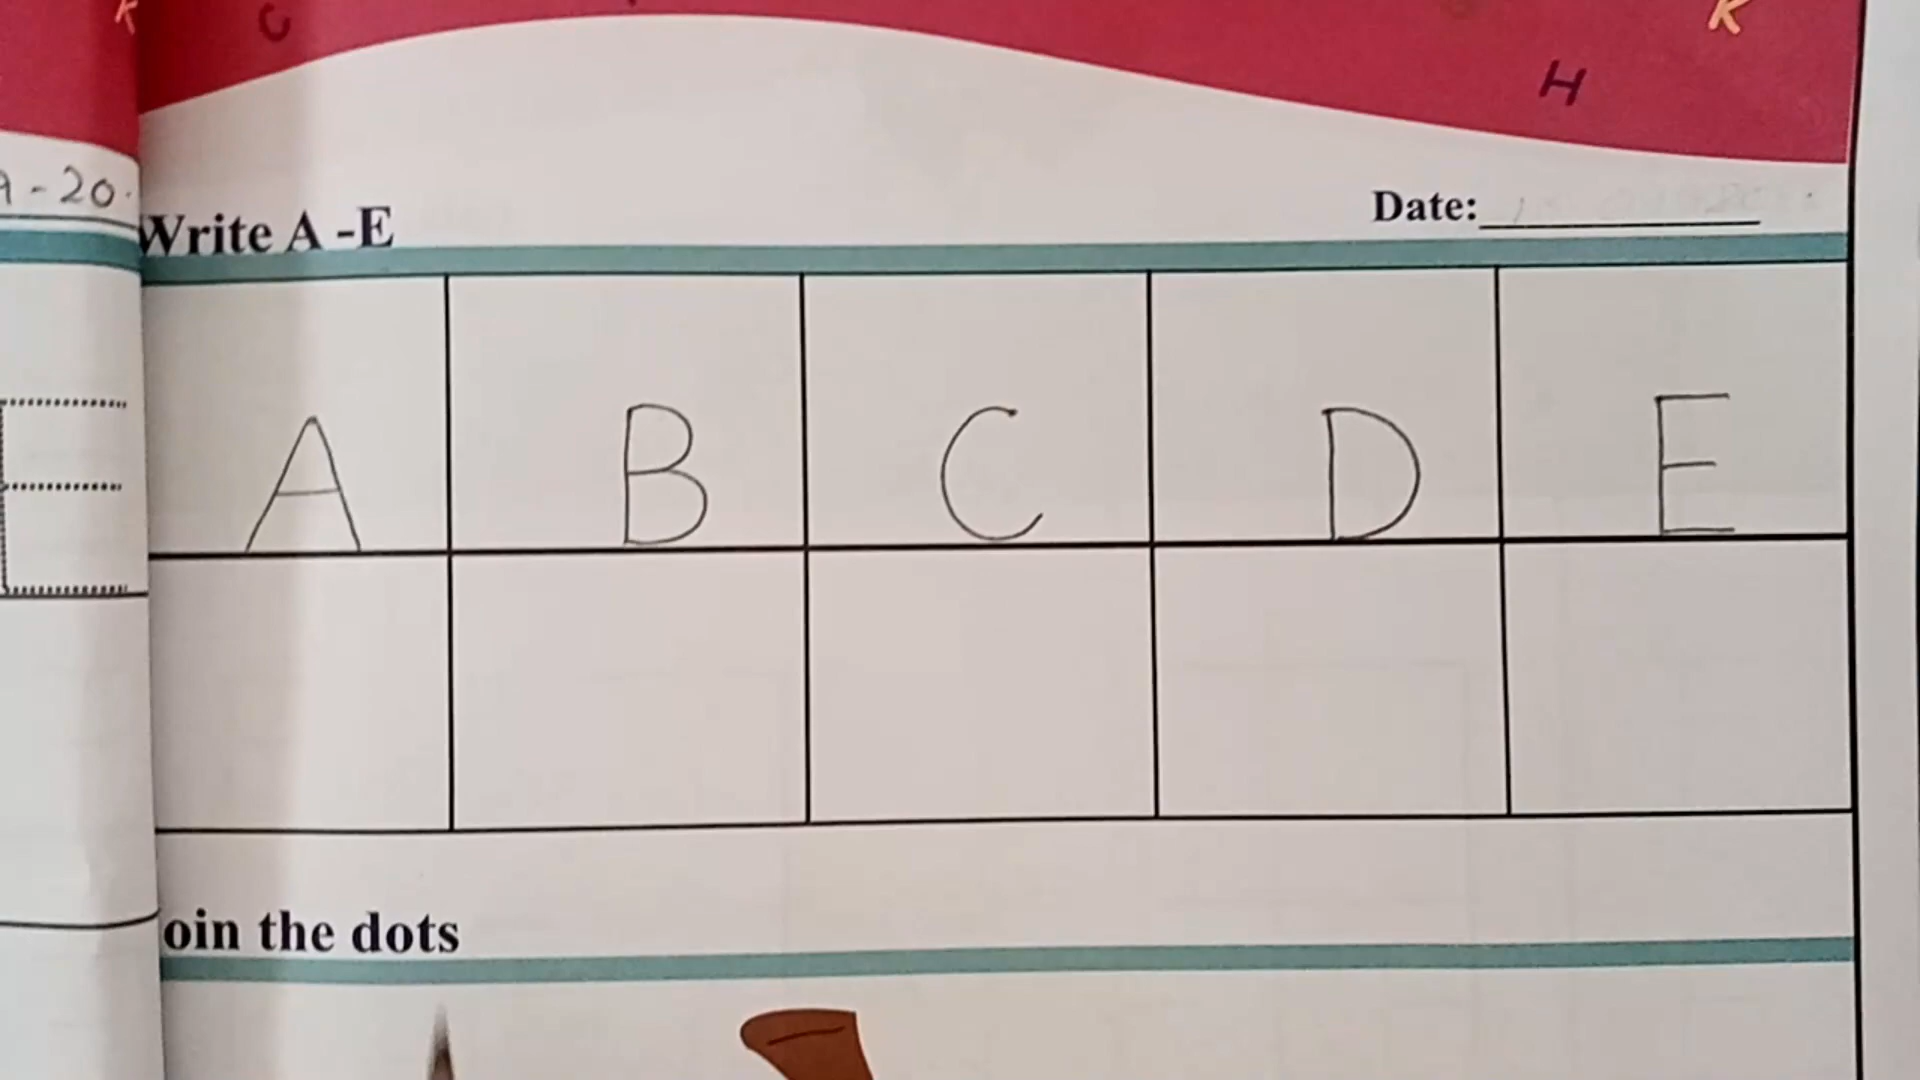 K C K
H
9-20.
Write A -E Date:
A B C D E
E
oin the dots